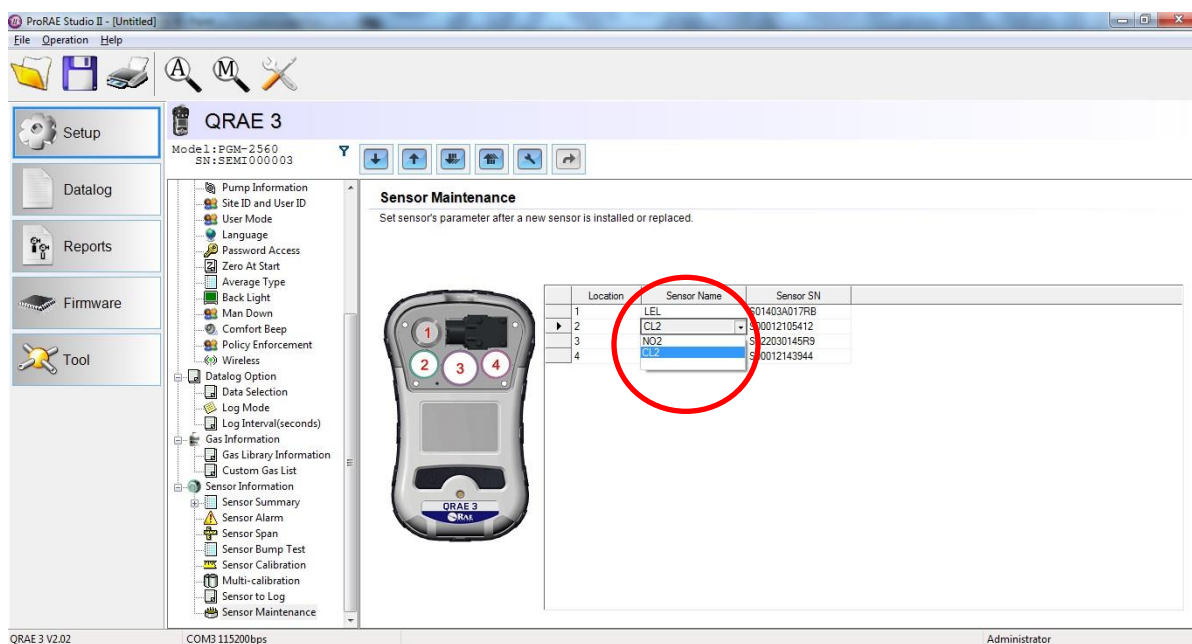 ProRAE Studio II - [Untitled]
File Operation Help
A M
Setup
Datalog
Reports
Firmware
Tool
QRAE 3
Model:PGM-2560
SN:SEMI000003
Pump Information
Site ID and User ID
User Mode
Language
Password Access
Zero At Start
Average Type
Back Light
Man Down
Comfort Beep
Policy Enforcement
Wireless
Datalog Option
Data Selection
Log Mode
Log Interval(seconds)
Gas Information
Gas Library Information
Custom Gas List
Sensor Information
Sensor Summary
Sensor Alarm
Sensor Span
Sensor Bump Test
Sensor Calibration
Multi-calibration
Sensor to Log
Sensor Maintenance
Sensor Maintenance
Set sensor's parameter after a new sensor is installed or replaced.
1
2 3 4
QRAE 3
RAE
Location Sensor Name Sensor SN
1 LEL S01403A017RB
2 CL2 S00012105412
3 NO2 S022030145R9
4 CL2 S00012143944
QRAE 3 V2.02 COM3 115200bps Administrator